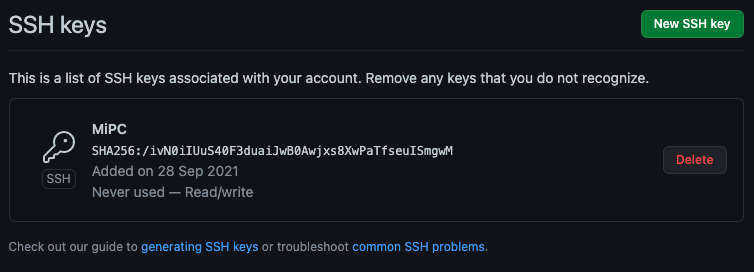 SSH keys
New SSH key
This is a list of SSH keys associated with your account. Remove any keys that you do not recognize.
MiPC
SHA256:/ivN0iIUuS40F3duaiJwB0Awjxs8XwPaTfseuISmgwM
SSH
Added on 28 Sep 2021
Never used — Read/write
Delete
Check out our guide to generating SSH keys or troubleshoot common SSH problems.